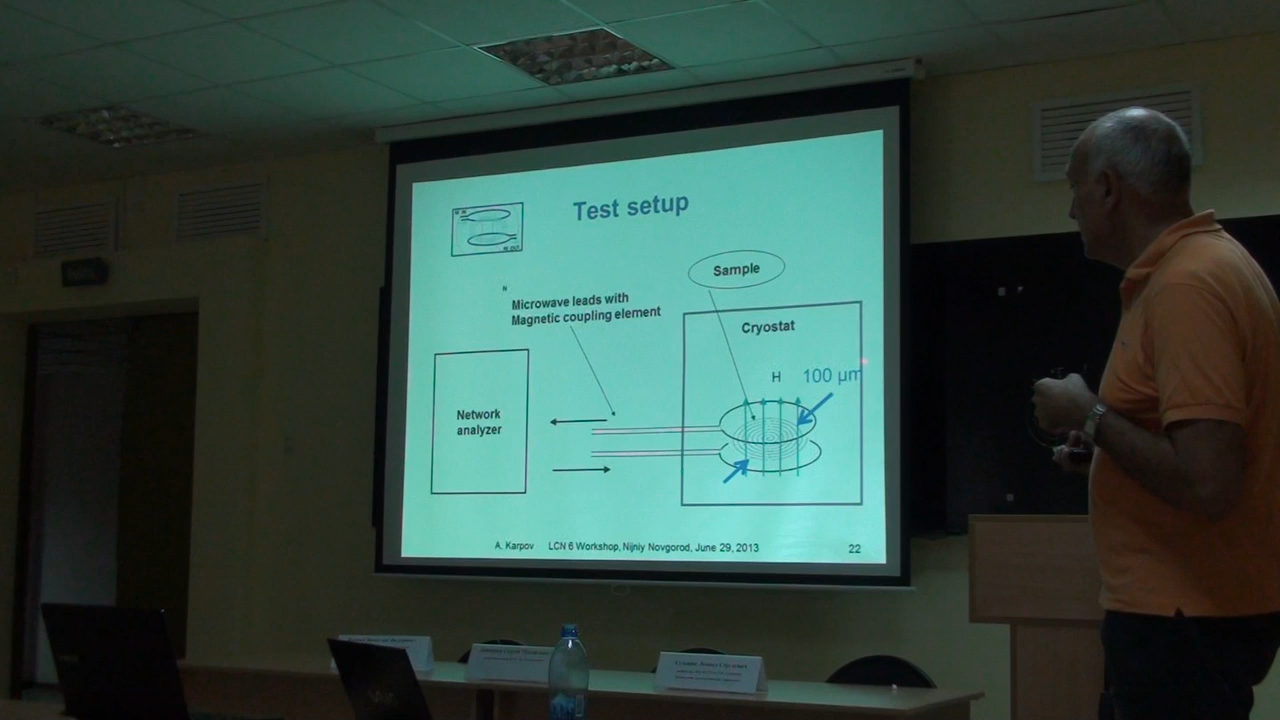 Test setup
Sample
N
Microwave leads with
Magnetic coupling element
Cryostat
H
100 µm
Network
analyzer
A. Karpov LCN 6 Workshop, Nijniy Novgorod, June 29, 2013
22